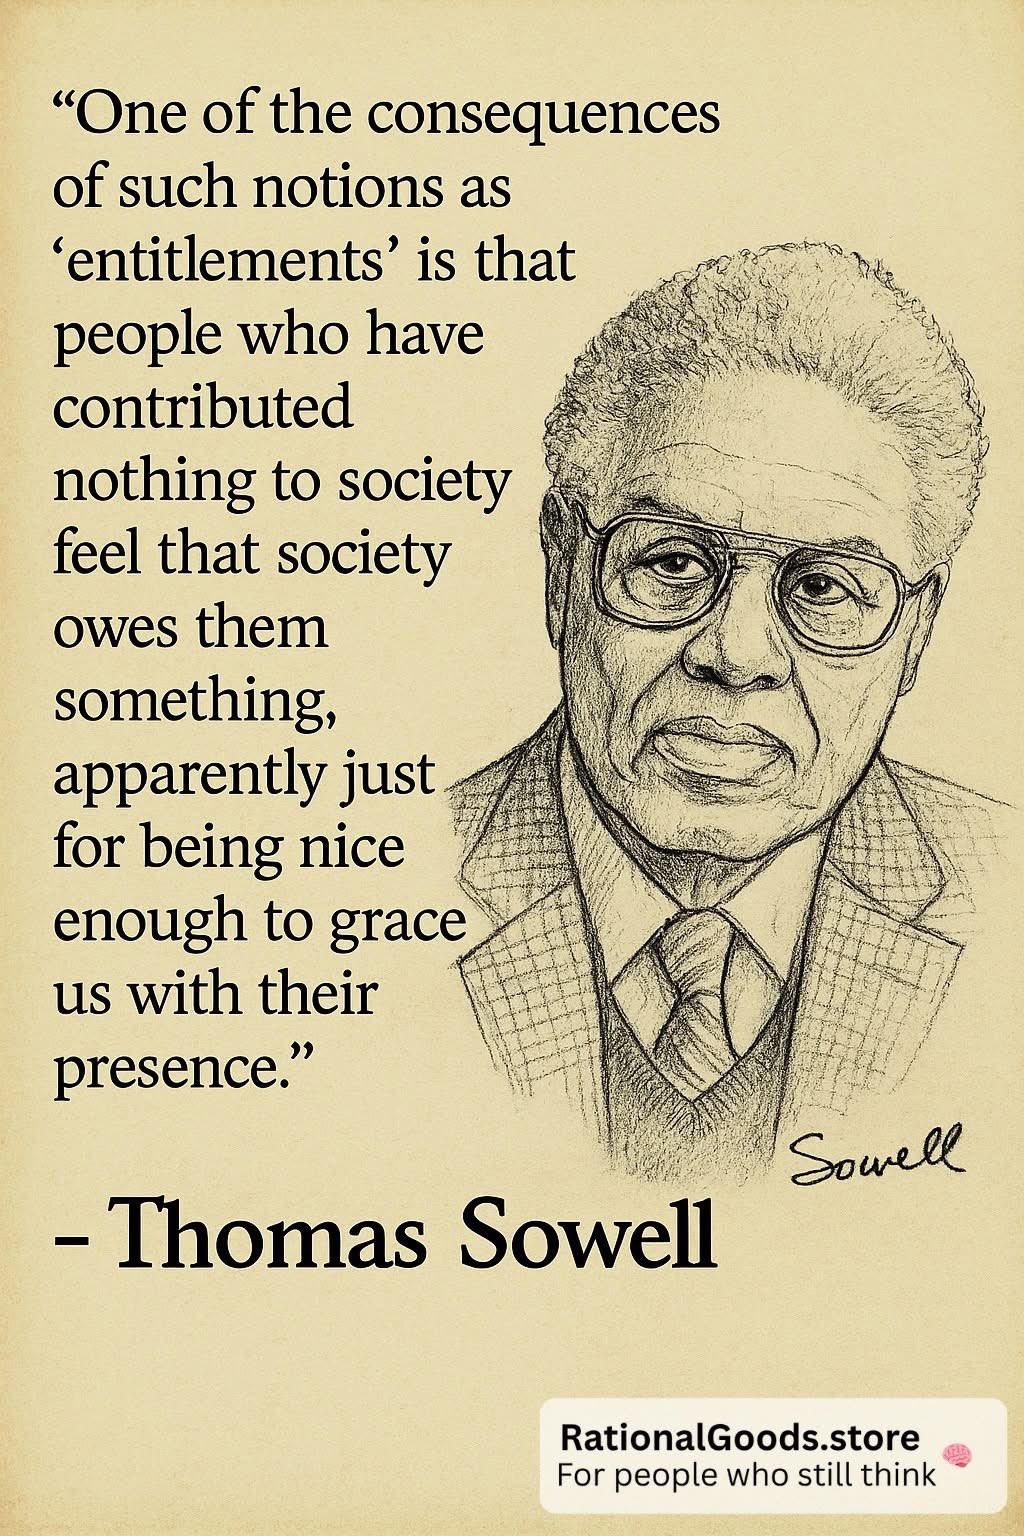 “One of the consequences
of such notions as
‘entitlements’ is that
people who have
contributed
nothing to society
feel that society
owes them
something,
apparently just
for being nice
enough to grace
us with their
presence.”
Sowell
– Thomas Sowell
RationalGoods.store
For people who still think